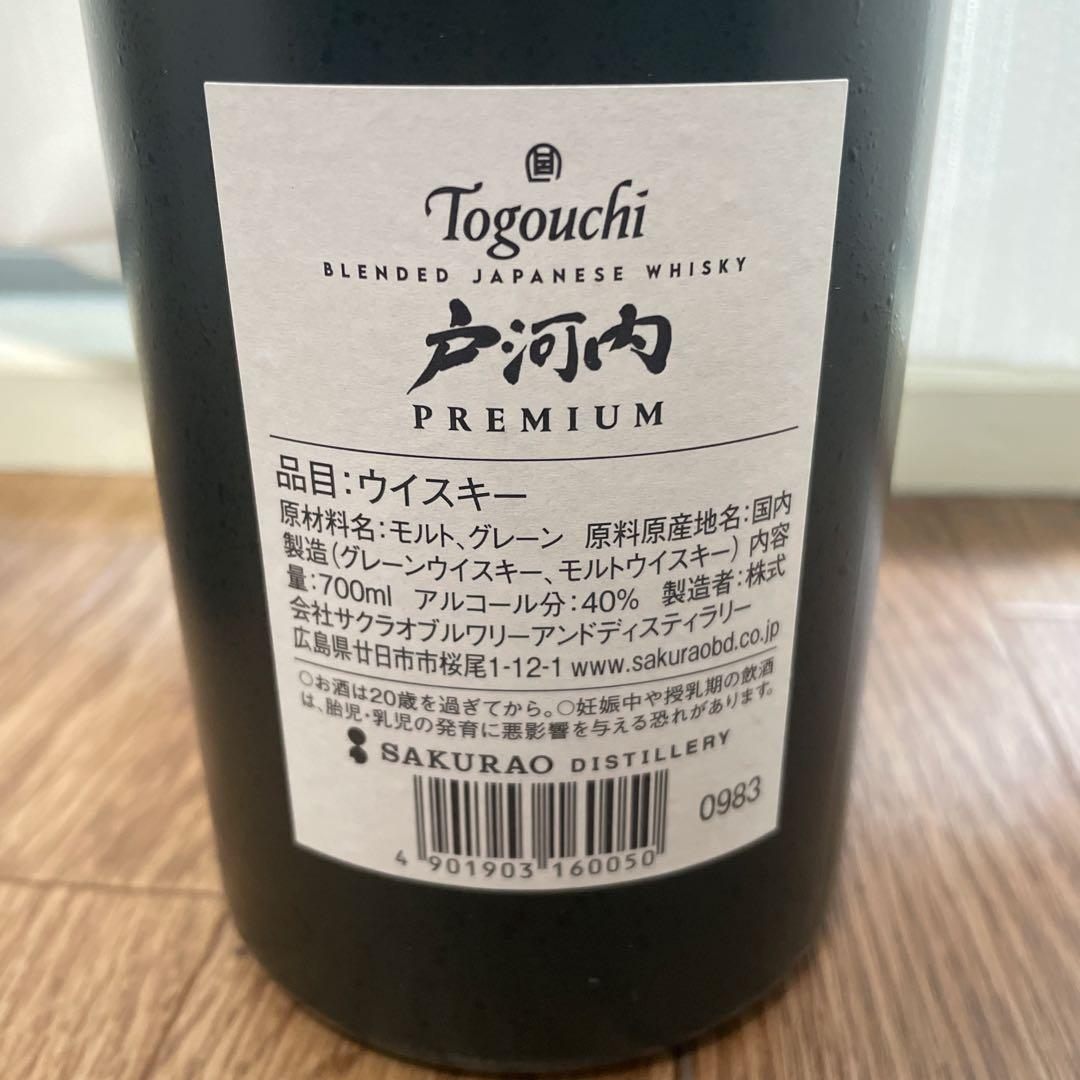 Togouchi
BLENDED JAPANESE WHISKY
戸河内
PREMIUM
品目:ウイスキー
原材料名:モルト、グレーン 原料原産地名:国内
製造(グレーンウイスキー、モルトウイスキー) 内容
量:700ml アルコール分:40% 製造者:株式
会社サクラオブルワリーアンドディスティラリー
広島県廿日市市桜尾1-12-1 www.sakuraobd.co.jp
○お酒は20歳を過ぎてから。○妊娠中や授乳期の飲酒
は、胎児・乳児の発育に悪影響を与える恐れがあります。
SAKURAO DISTILLERY
0983
4 901903 160050